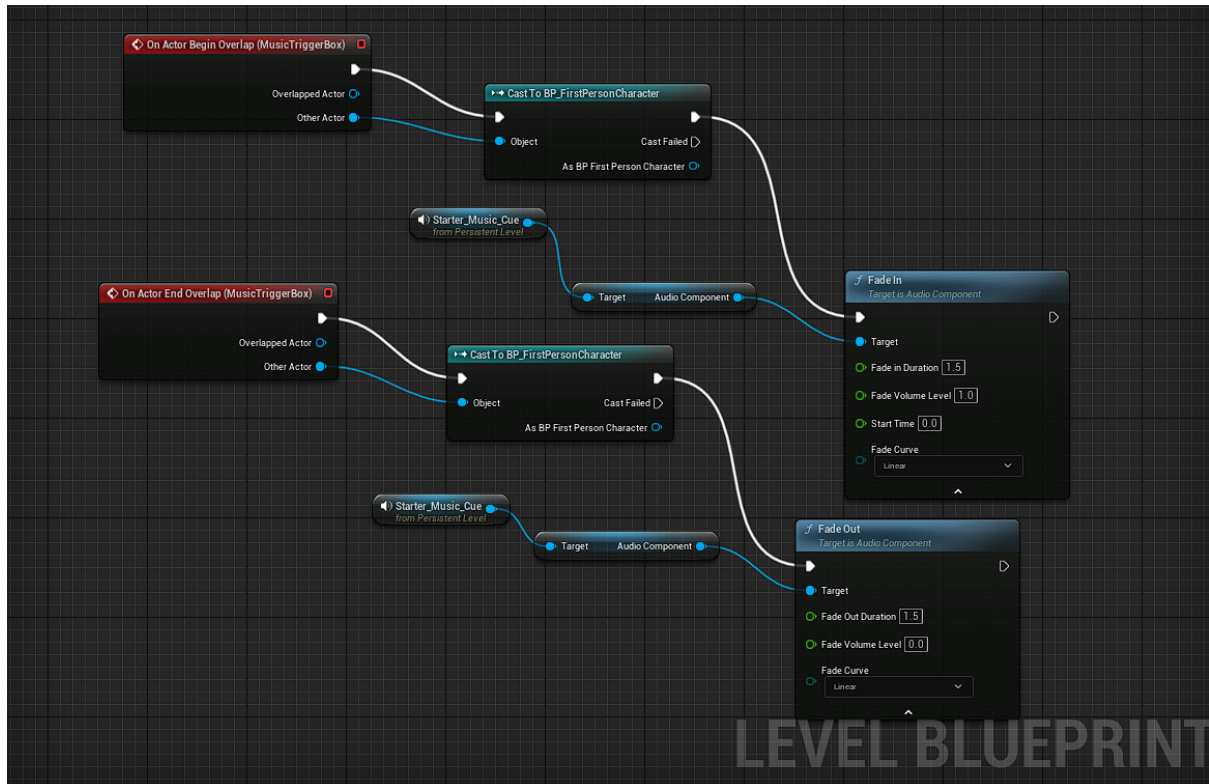 On Actor Begin Overlap (MusicTriggerBox)
Overlapped Actor
Other Actor
Cast To BP_FirstPersonCharacter
Object
Cast Failed
As BP First Person Character
Starter_Music_Cue
from Persistent Level
Target Audio Component
Fade In
Target is Audio Component
Target
Fade in Duration 1.5
Fade Volume Level 1.0
Start Time 0.0
Fade Curve
Linear
On Actor End Overlap (MusicTriggerBox)
Overlapped Actor
Other Actor
Cast To BP_FirstPersonCharacter
Object
Cast Failed
As BP First Person Character
Starter_Music_Cue
from Persistent Level
Target Audio Component
Fade Out
Target is Audio Component
Target
Fade Out Duration 1.5
Fade Volume Level 0.0
Fade Curve
Linear
LEVEL BLUEPRINT